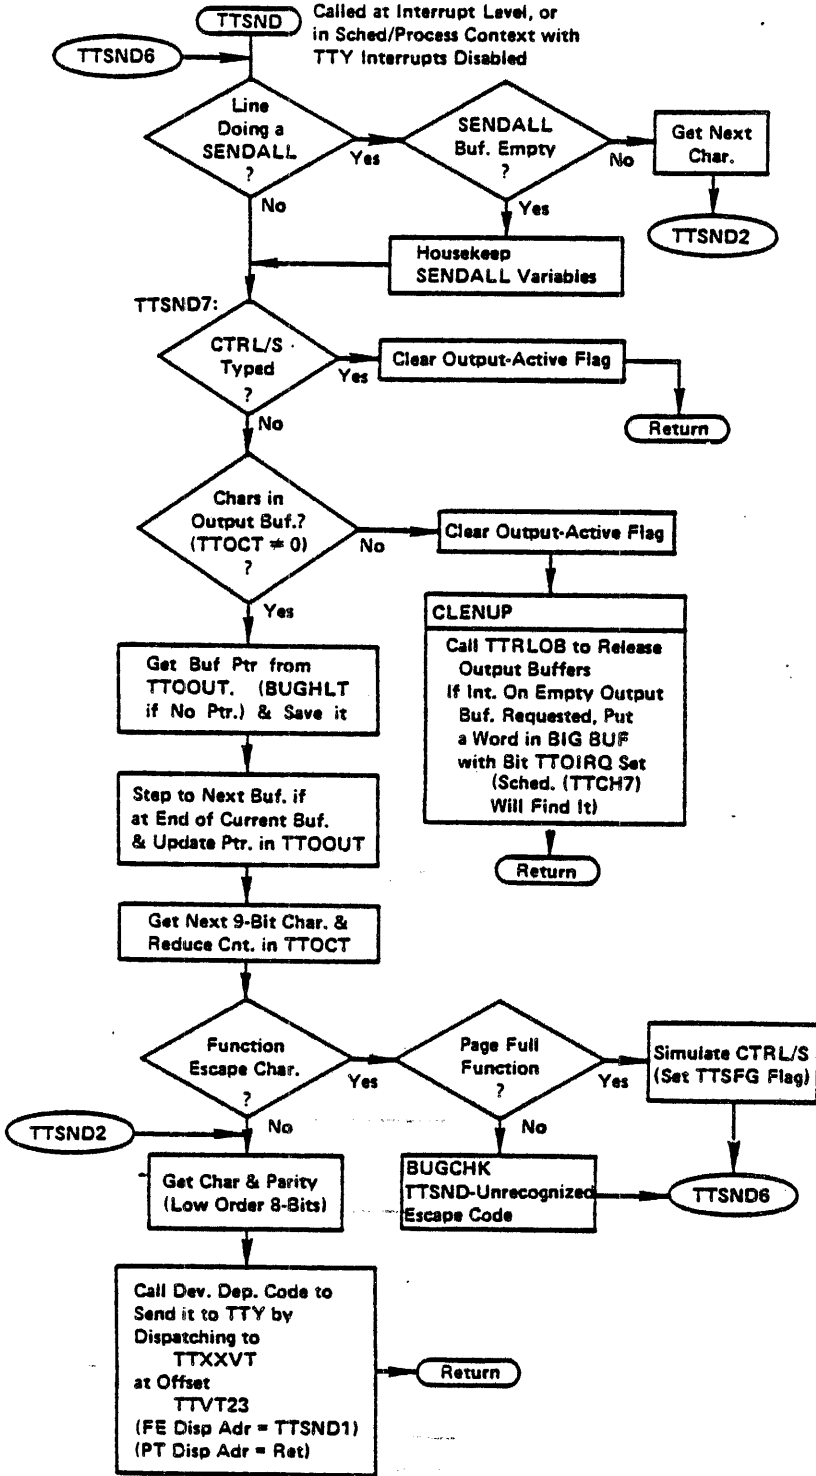 TTSND
Called at Interrupt Level, or
in Sched/Process Context with
TTY Interrupts Disabled
TTSND6
Line
Doing a
SENDALL
?
Yes
No
SENDALL
Buf. Empty
?
No
Yes
Get Next
Char.
TTSND2
Housekeep
SENDALL Variables
TTSND7:
CTRL/S
Typed
?
Yes
No
Clear Output-Active Flag
Return
Chars in
Output Buf.?
(TTOCT ≠ 0)
?
No
Yes
Clear Output-Active Flag
CLENUP
Call TTRLOB to Release
Output Buffers
If Int. On Empty Output
Buf. Requested, Put
a Word in BIG BUF
with Bit TTOIRQ Set
(Sched. (TTCH7)
Will Find It)
Return
Get Buf Ptr from
TTOOUT. (BUGHLT
if No Ptr.) & Save it
Step to Next Buf. if
at End of Current Buf.
& Update Ptr. in TTOOUT
Get Next 9-Bit Char. &
Reduce Cnt. in TTOCT
Function
Escape Char.
?
Yes
No
Page Full
Function
?
Yes
No
Simulate CTRL/S
(Set TTSFG Flag)
TTSND2
Get Char & Parity
(Low Order 8-Bits)
BUGCHK
TTSND-Unrecognized
Escape Code
TTSND6
Call Dev. Dep. Code to
Send it to TTY by
Dispatching to
TTXXVT
at Offset
TTVT23
(FE Disp Adr = TTSND1)
(PT Disp Adr = Ret)
Return